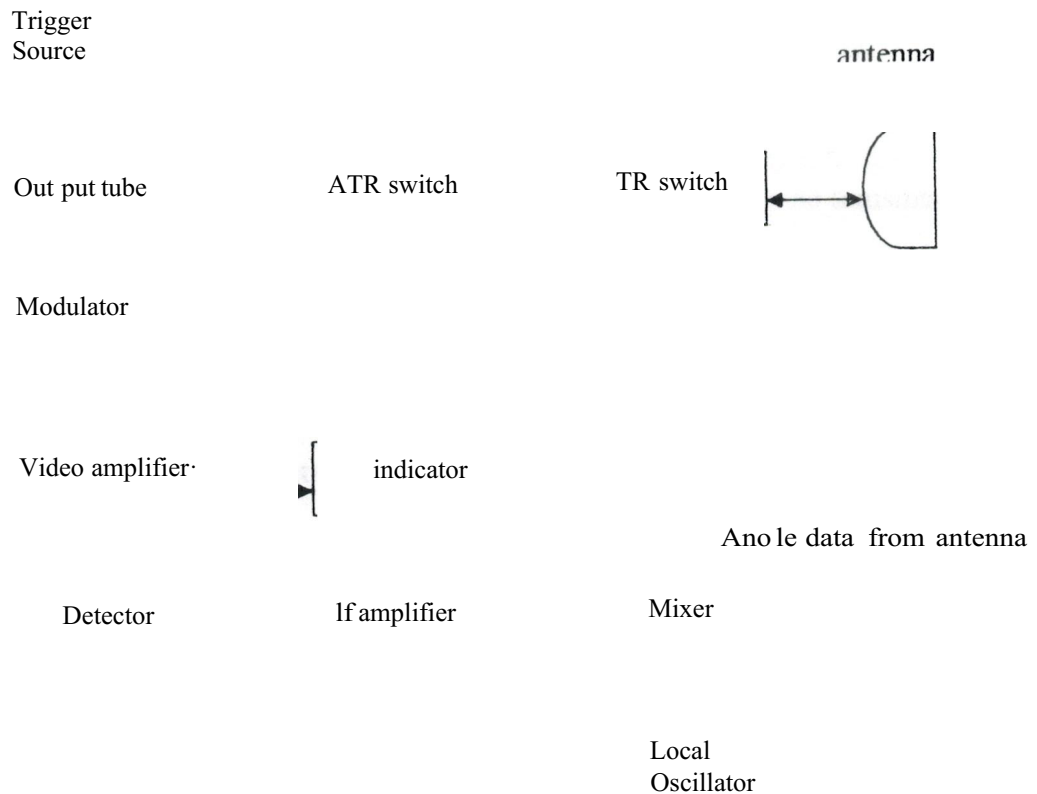 Trigger
Source
antenna
Out put tube
ATR switch
TR switch
Modulator
Video amplifier·
indicator
Ano le data from antenna
Detector
lf amplifier
Mixer
Local
Oscillator